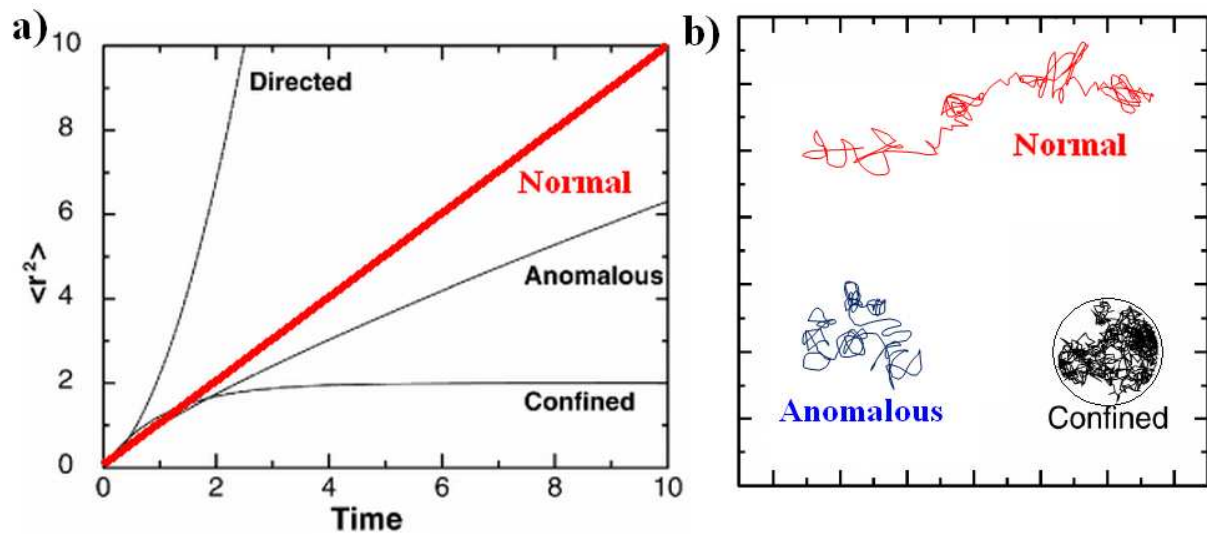 a)
10
8
6
4
2
0
<r²>
Directed
Normal
Anomalous
Confined
0 2 4 6 8 10
Time
b)
Normal
Anomalous
Confined